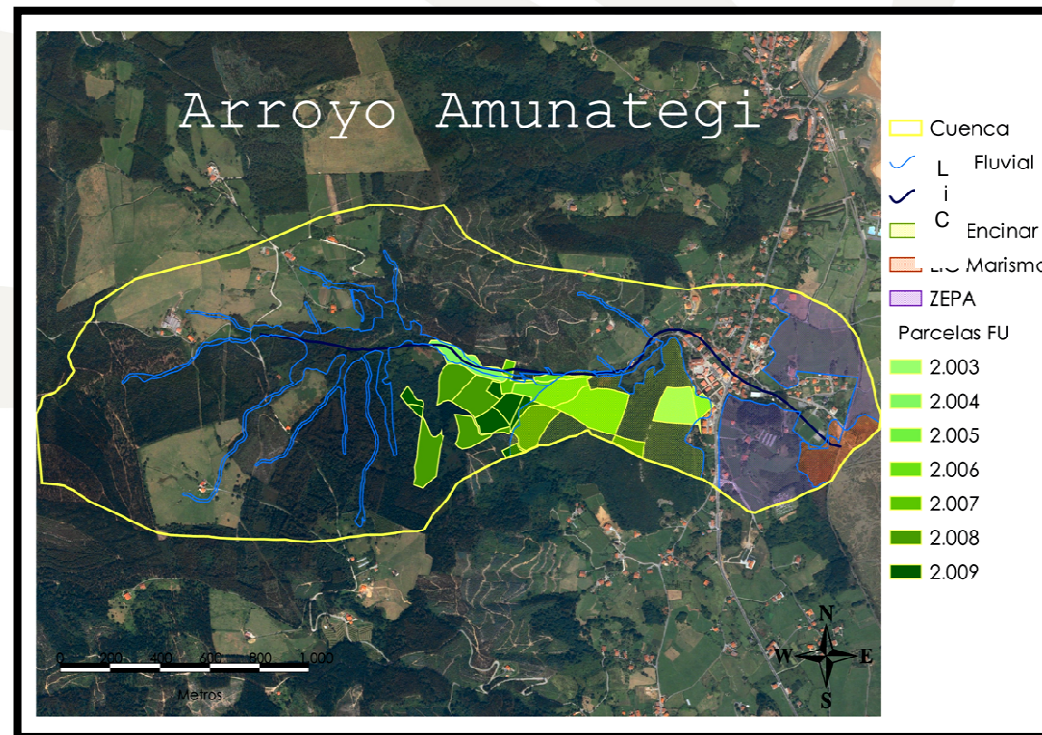 Arroyo Amunategi
Cuenca
L Fluvial
i
C Encinar
LIC Marisma
ZEPA
Parcelas FU
2.003
2.004
2.005
2.006
2.007
2.008
2.009
0 200 400 600 800 1.000
Metros
N
W E
S